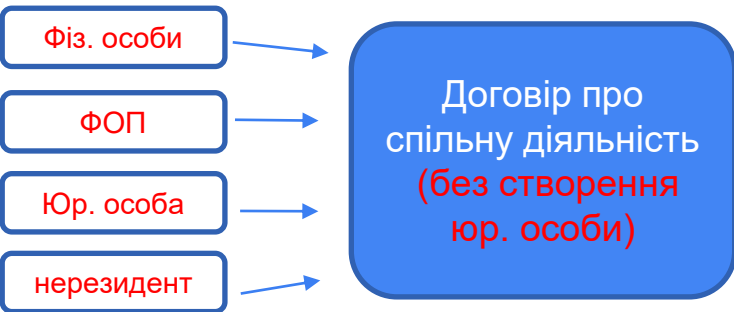 Фіз. особи
ФОП
Юр. особа
нерезидент
Договір про
спільну діяльність
(без створення
юр. особи)